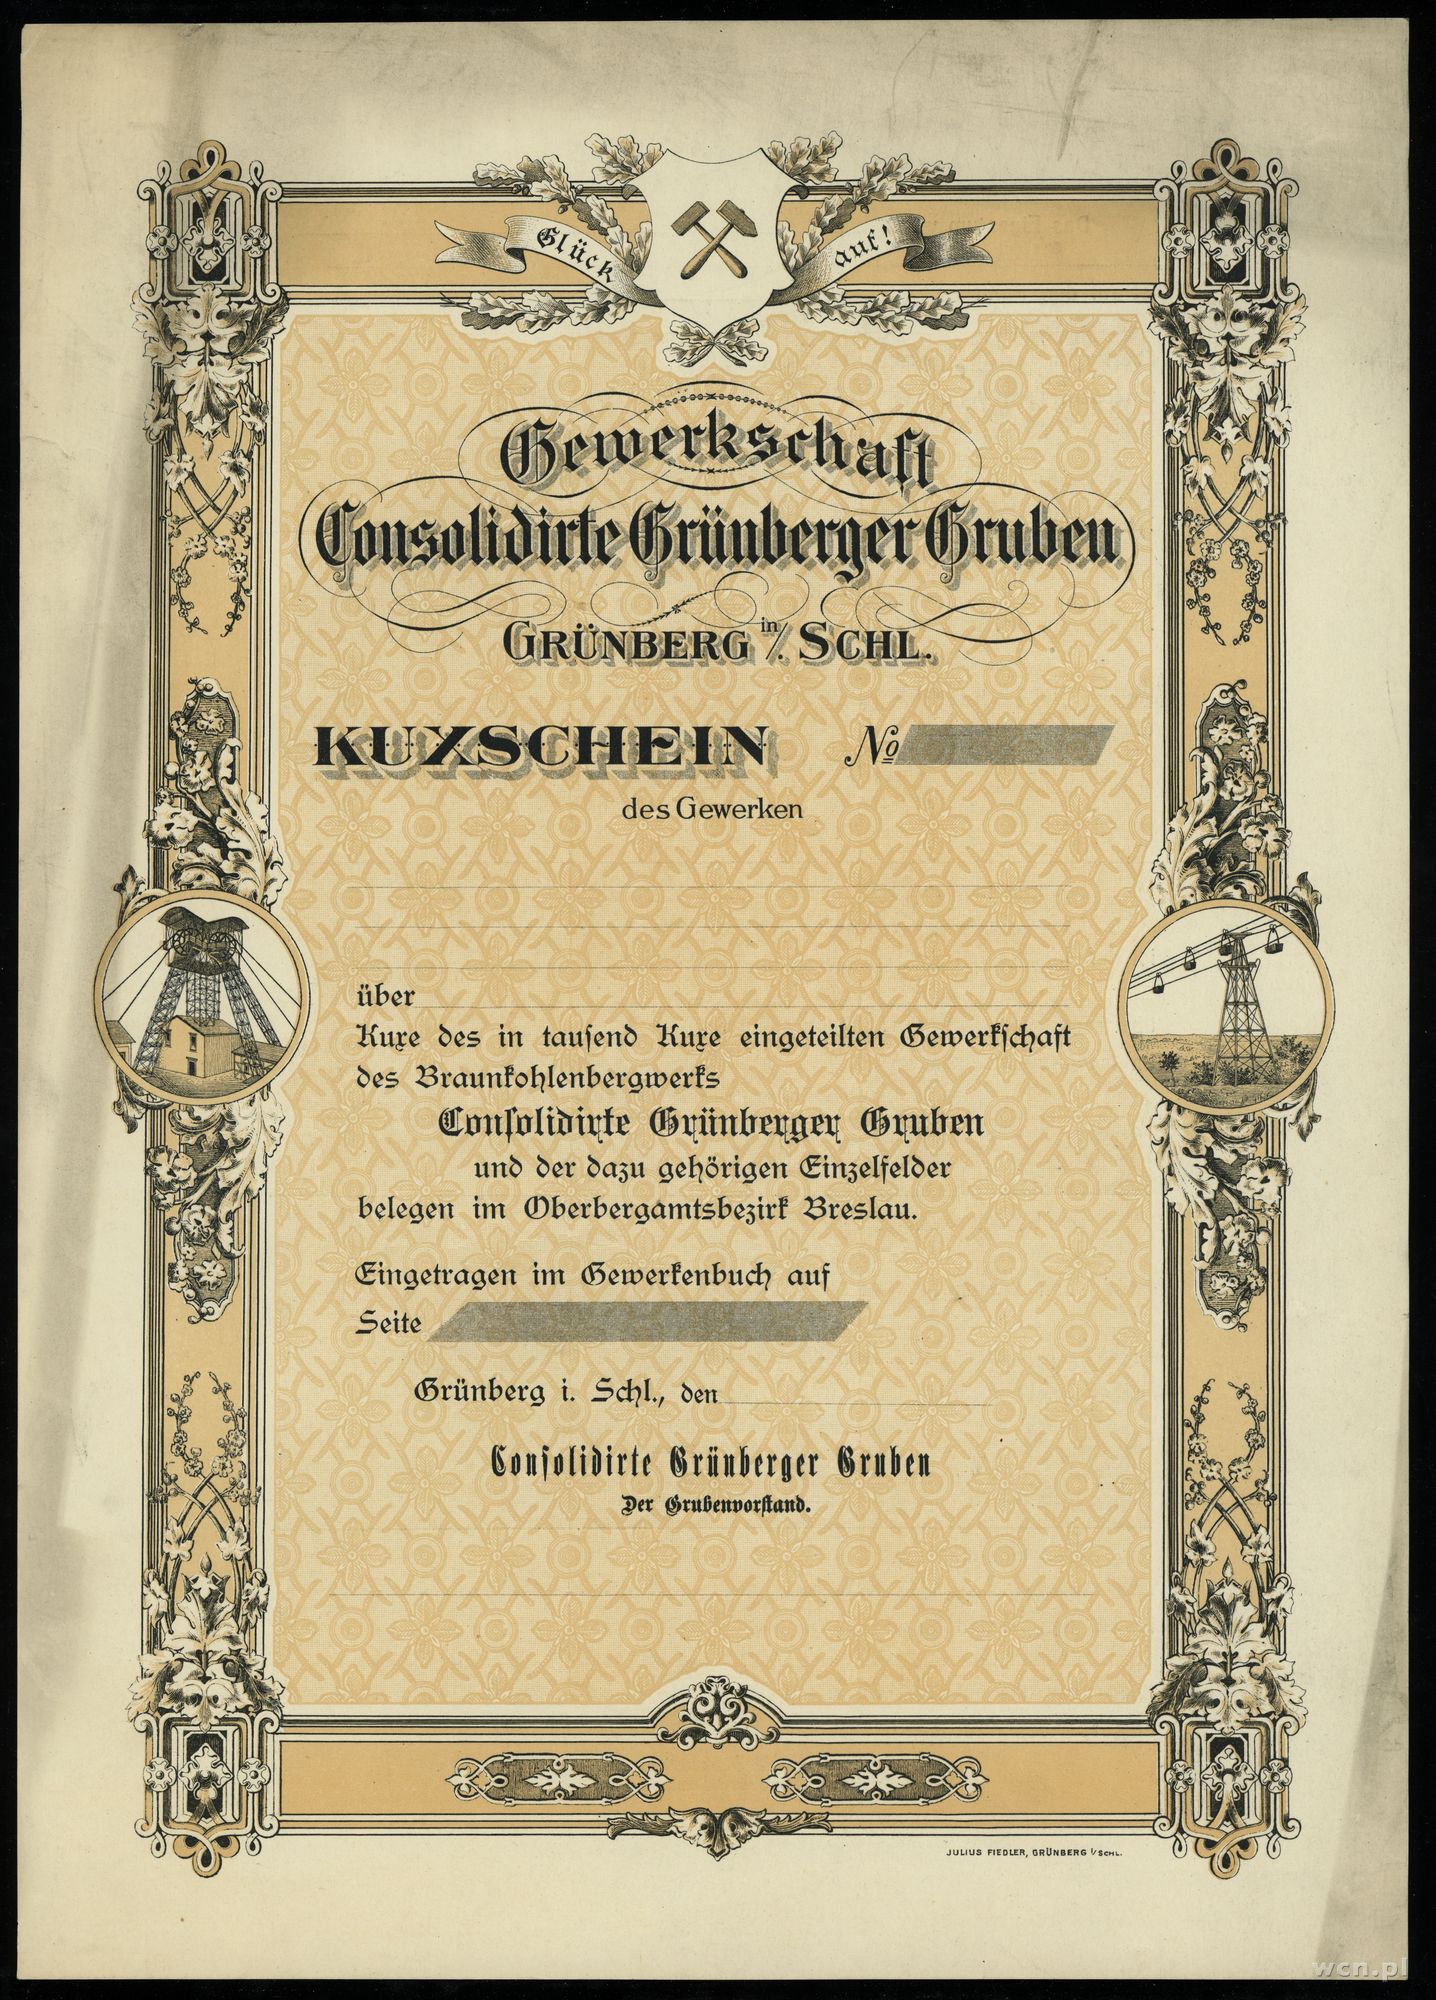 Glück auf!
Gewerkschaft
Consolidirte Grünberger Gruben
GRÜNBERG in/. SCHL.
KUXSCHEIN No
des Gewerken
über
Kuxe des in tausend Kuxe eingeteilten Gewerkschaft
des Braunkohlenbergwerks
Consolidirte Grünberger Gruben
und der dazu gehörigen Einzelfelder
belegen im Oberbergamtsbezirk Breslau.
Eingetragen im Gewerkenbuch auf
Seite
Grünberg i. Schl., den
Consolidirte Grünberger Gruben
Der Grubenvorstand.
JULIUS FIEDLER, GRÜNBERG I/SCHL.
wcn.pl